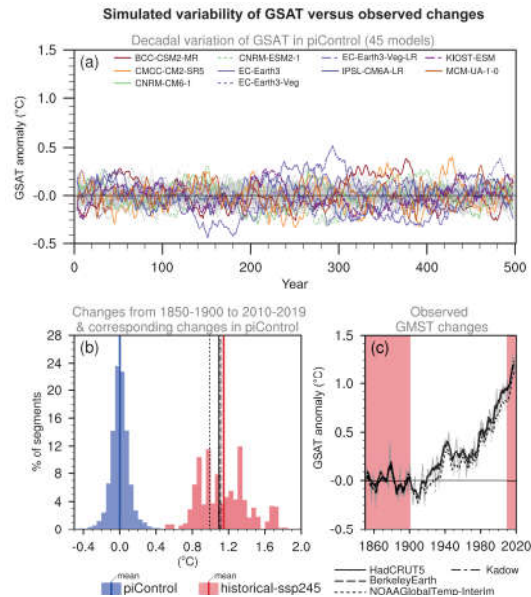 Simulated variability of GSAT versus observed changes
Decadal variation of GSAT in piControl (45 models)
(a)
BCC-CSM2-MR CNRM-ESM2-1 EC-Earth3-Veg-LR KIOST-ESM
CMCC-CM2-SR5 EC-Earth3 IPSL-CM6A-LR MCM-UA-1-0
CNRM-CM6-1 EC-Earth3-Veg
GSAT anomaly (°C)
1.5
1.0
0.5
-0.0
-0.5
0 100 200 300 400 500
Year
Changes from 1850-1900 to 2010-2019
& corresponding changes in piControl
(b)
% of segments
28
24
20
16
12
8
4
0
-0.4 0.0 0.4 0.8 1.2 1.6 2.0
(°C)
mean mean
piControl historical-ssp245
Observed
GMST changes
(c)
GSAT anomaly (°C)
1.5
1.0
0.5
-0.0
-0.5
1860 1890 1920 1950 1980 2020
HadCRUT5 Kadow
BerkeleyEarth
NOAAGlobalTemp-Interim